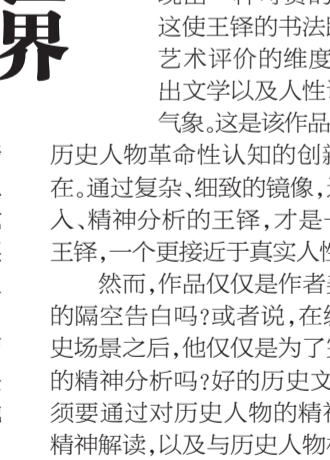 界
这使王铎的书法
艺术评价的维度
出文学以及人性
气象。这是该作品
历史人物革命性认知的创新
在。通过复杂、细致的镜像,
入、精神分析的王铎,才是
王铎,一个更接近于真实人性
然而,作品仅仅是作者
的隔空告白吗?或者说,在
史场景之后,他仅仅是为了
的精神分析吗?好的历史文
须要通过对历史人物的精神
精神解读,以及与历史人物